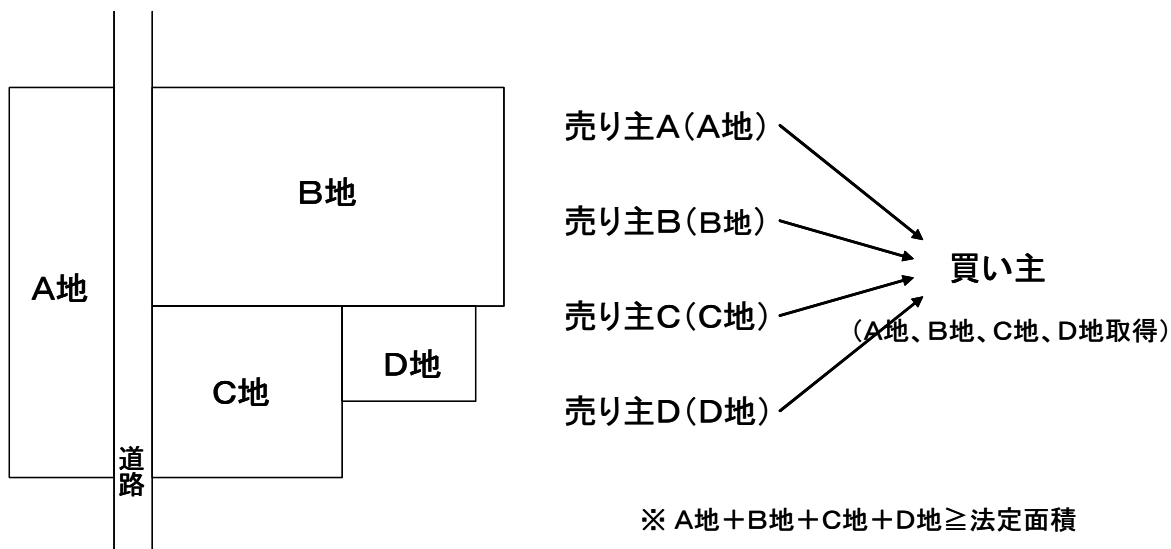 A地
B地
C地
D地
道路
売り主A(A地)
売り主B(B地)
売り主C(C地)
売り主D(D地)
買い主
(A地、B地、C地、D地取得)
※ A地+B地+C地+D地≧法定面積